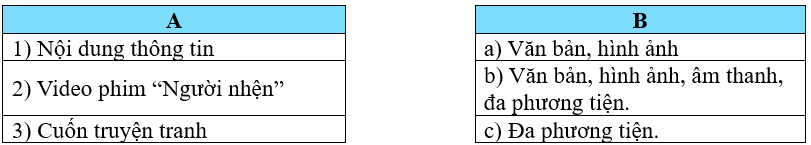 A
1) Nội dung thông tin
2) Video phim “Người nhện”
3) Cuốn truyện tranh
B
a) Văn bản, hình ảnh
b) Văn bản, hình ảnh, âm thanh,
đa phương tiện.
c) Đa phương tiện.